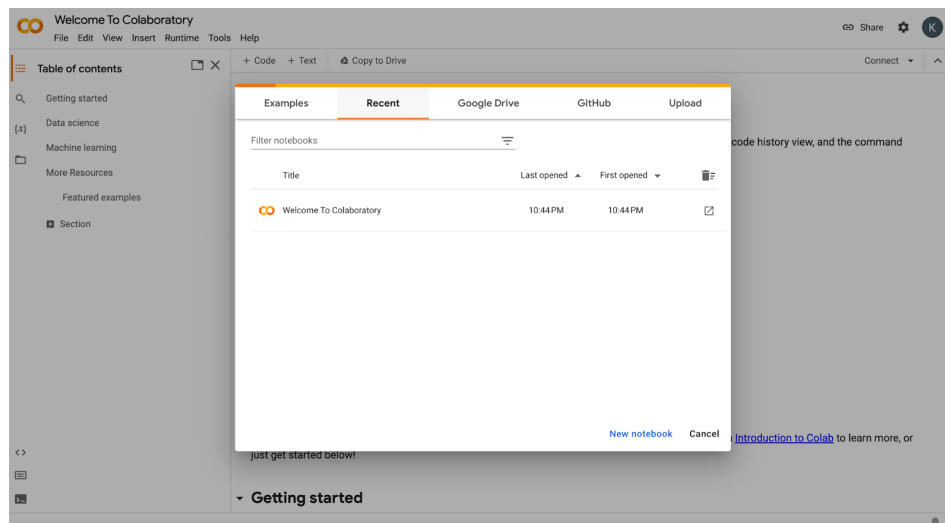 Welcome To Colaboratory
File Edit View Insert Runtime Tools Help
Share
K
Table of contents
+ Code + Text Copy to Drive
Connect
Getting started
Data science
Machine learning
More Resources
Featured examples
Section
{x}
Examples Recent Google Drive GitHub Upload
Filter notebooks
Title Last opened First opened
Welcome To Colaboratory 10:44 PM 10:44 PM
New notebook Cancel
code history view, and the command
Introduction to Colab to learn more, or
just get started below!
Getting started